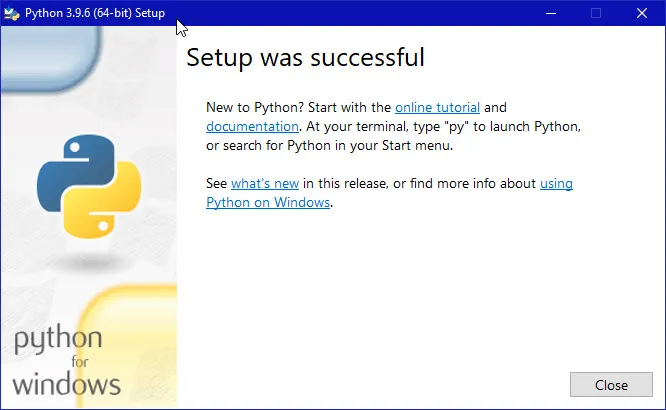 Python 3.9.6 (64-bit) Setup
Setup was successful
New to Python? Start with the online tutorial and
documentation. At your terminal, type "py" to launch Python,
or search for Python in your Start menu.
See what's new in this release, or find more info about using
Python on Windows.
python
for
windows
Close